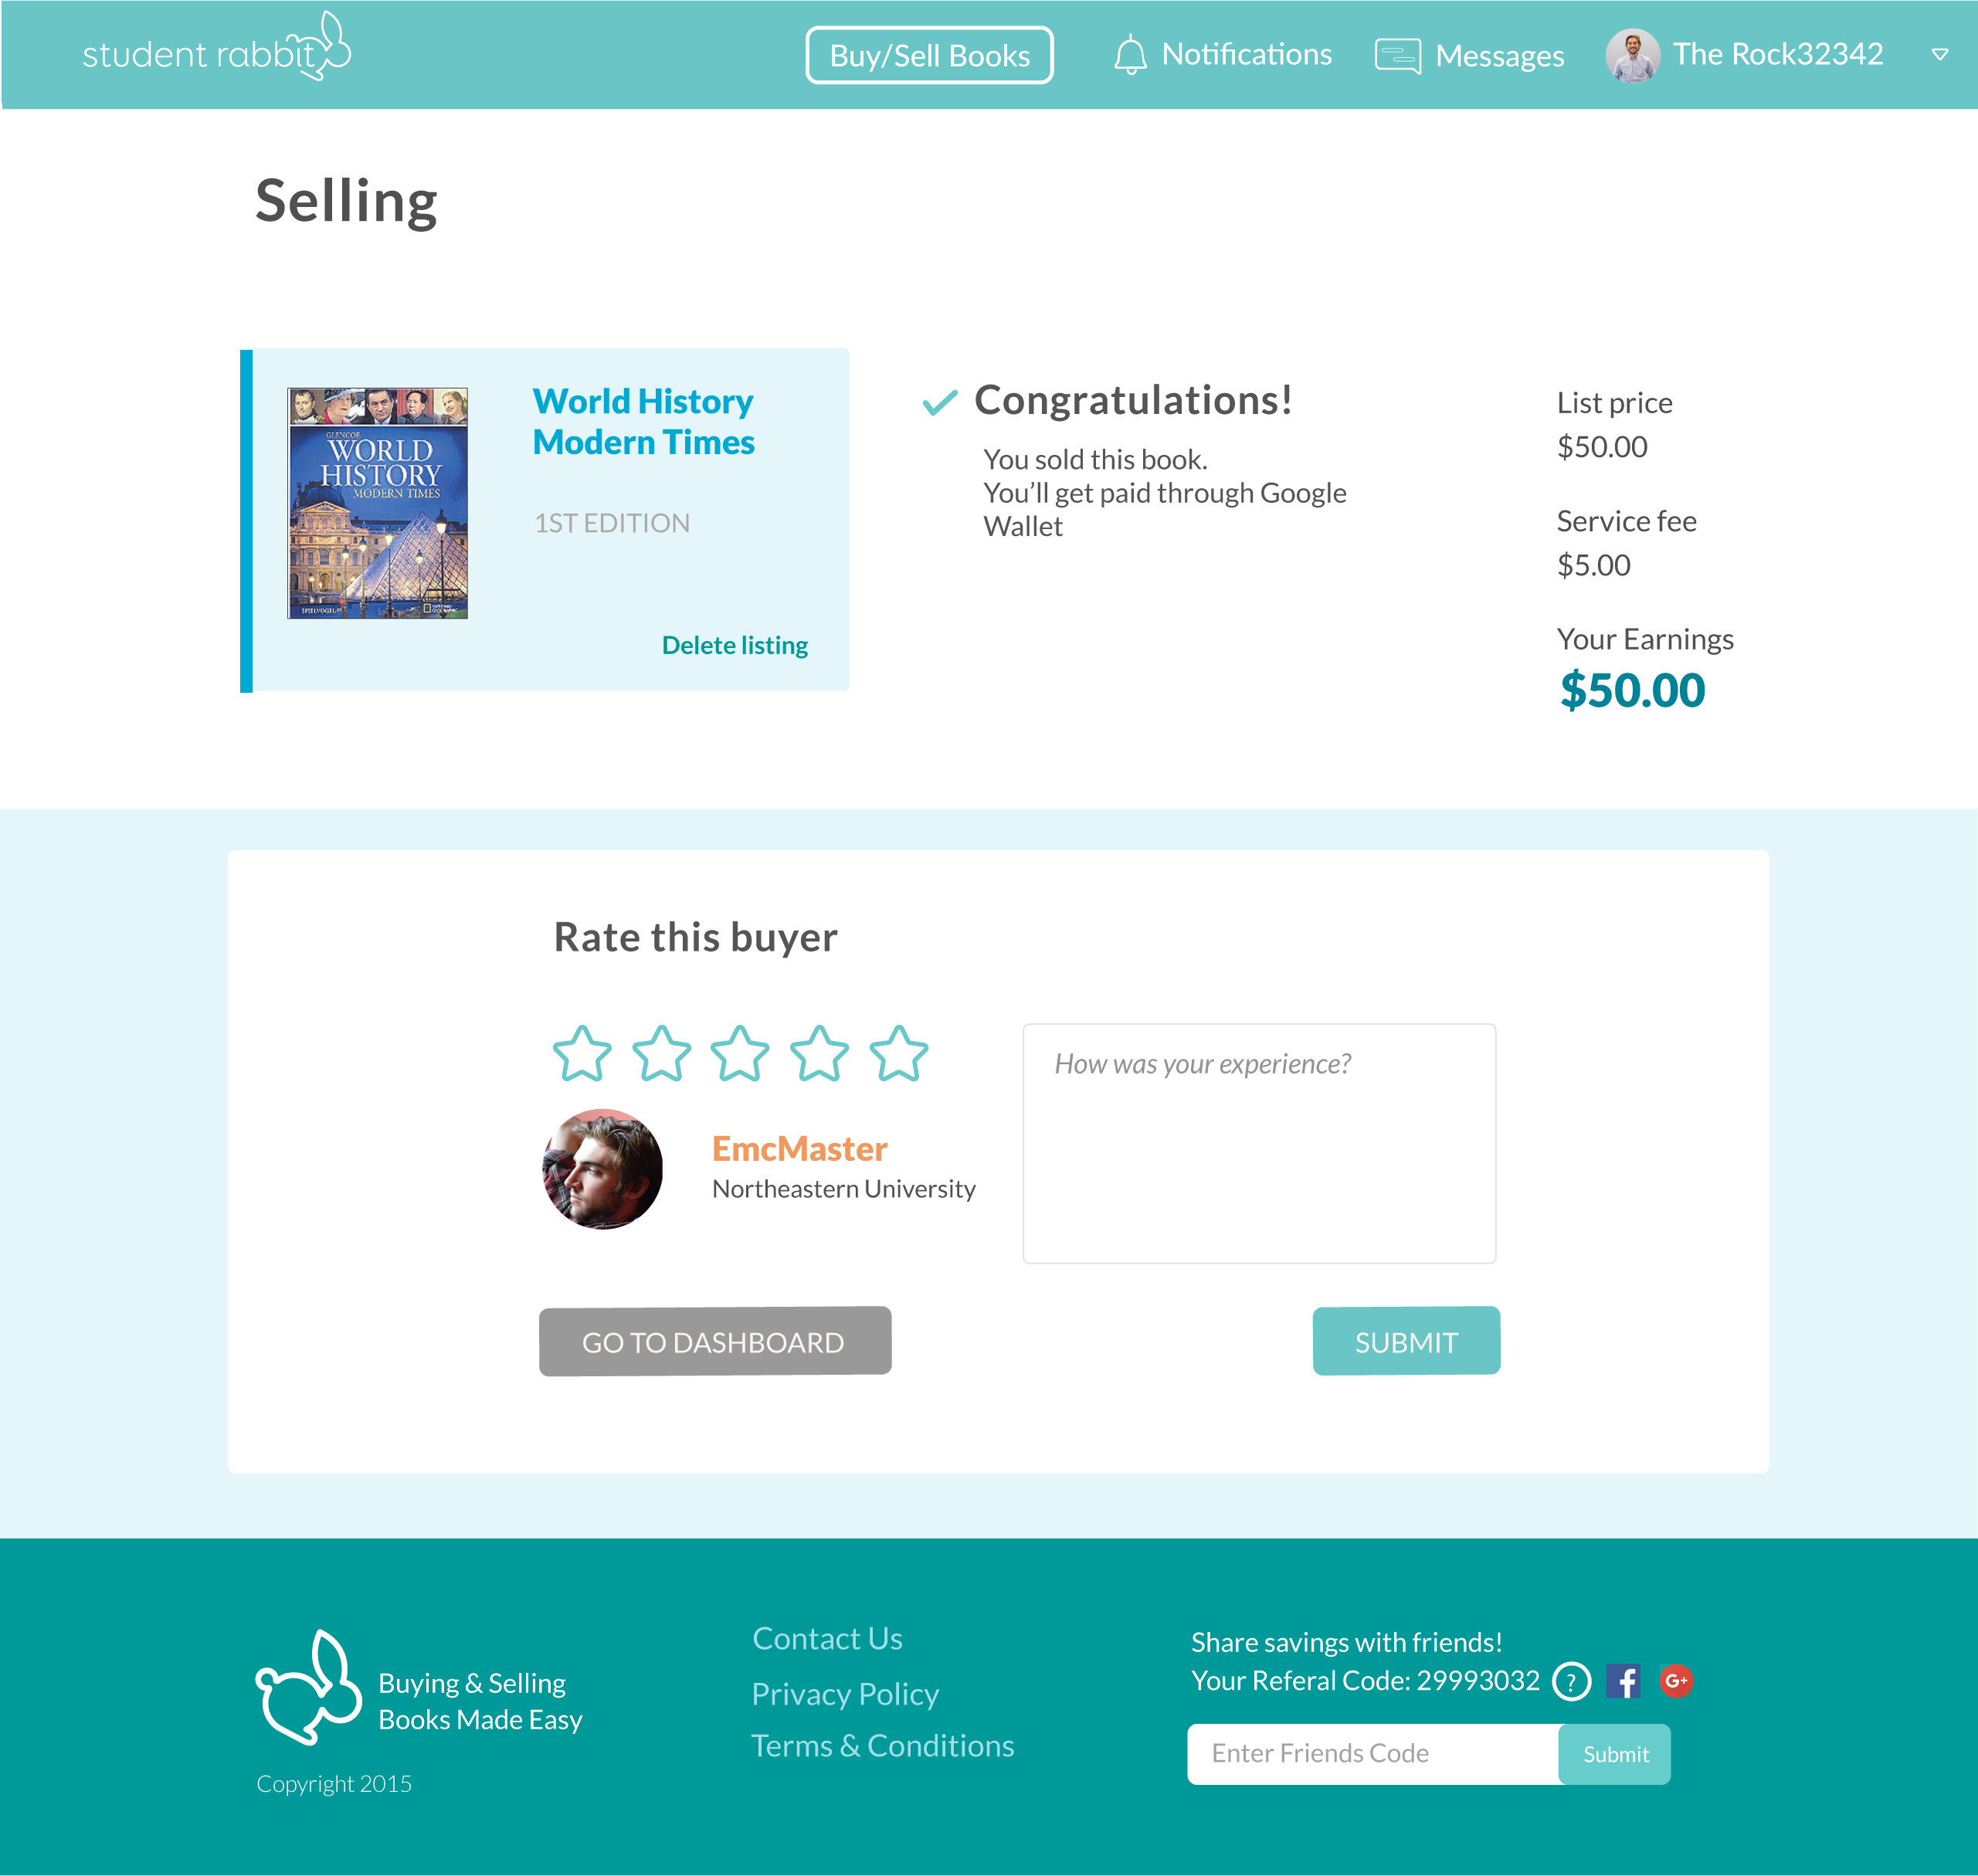 student rabbit
Buy/Sell Books
Notifications
Messages
The Rock32342
Selling
GLENCOE
WORLD
HISTORY
MODERN TIMES
SPIELVOGEL
NATIONAL
GEOGRAPHIC
World History
Modern Times
1ST EDITION
Delete listing
Congratulations!
You sold this book.
You’ll get paid through Google
Wallet
List price
$50.00
Service fee
$5.00
Your Earnings
$50.00
Rate this buyer
How was your experience?
EmcMaster
Northeastern University
GO TO DASHBOARD
SUBMIT
Buying & Selling
Books Made Easy
Copyright 2015
Contact Us
Privacy Policy
Terms & Conditions
Share savings with friends!
Your Referal Code: 29993032
?
f
G+
Enter Friends Code
Submit